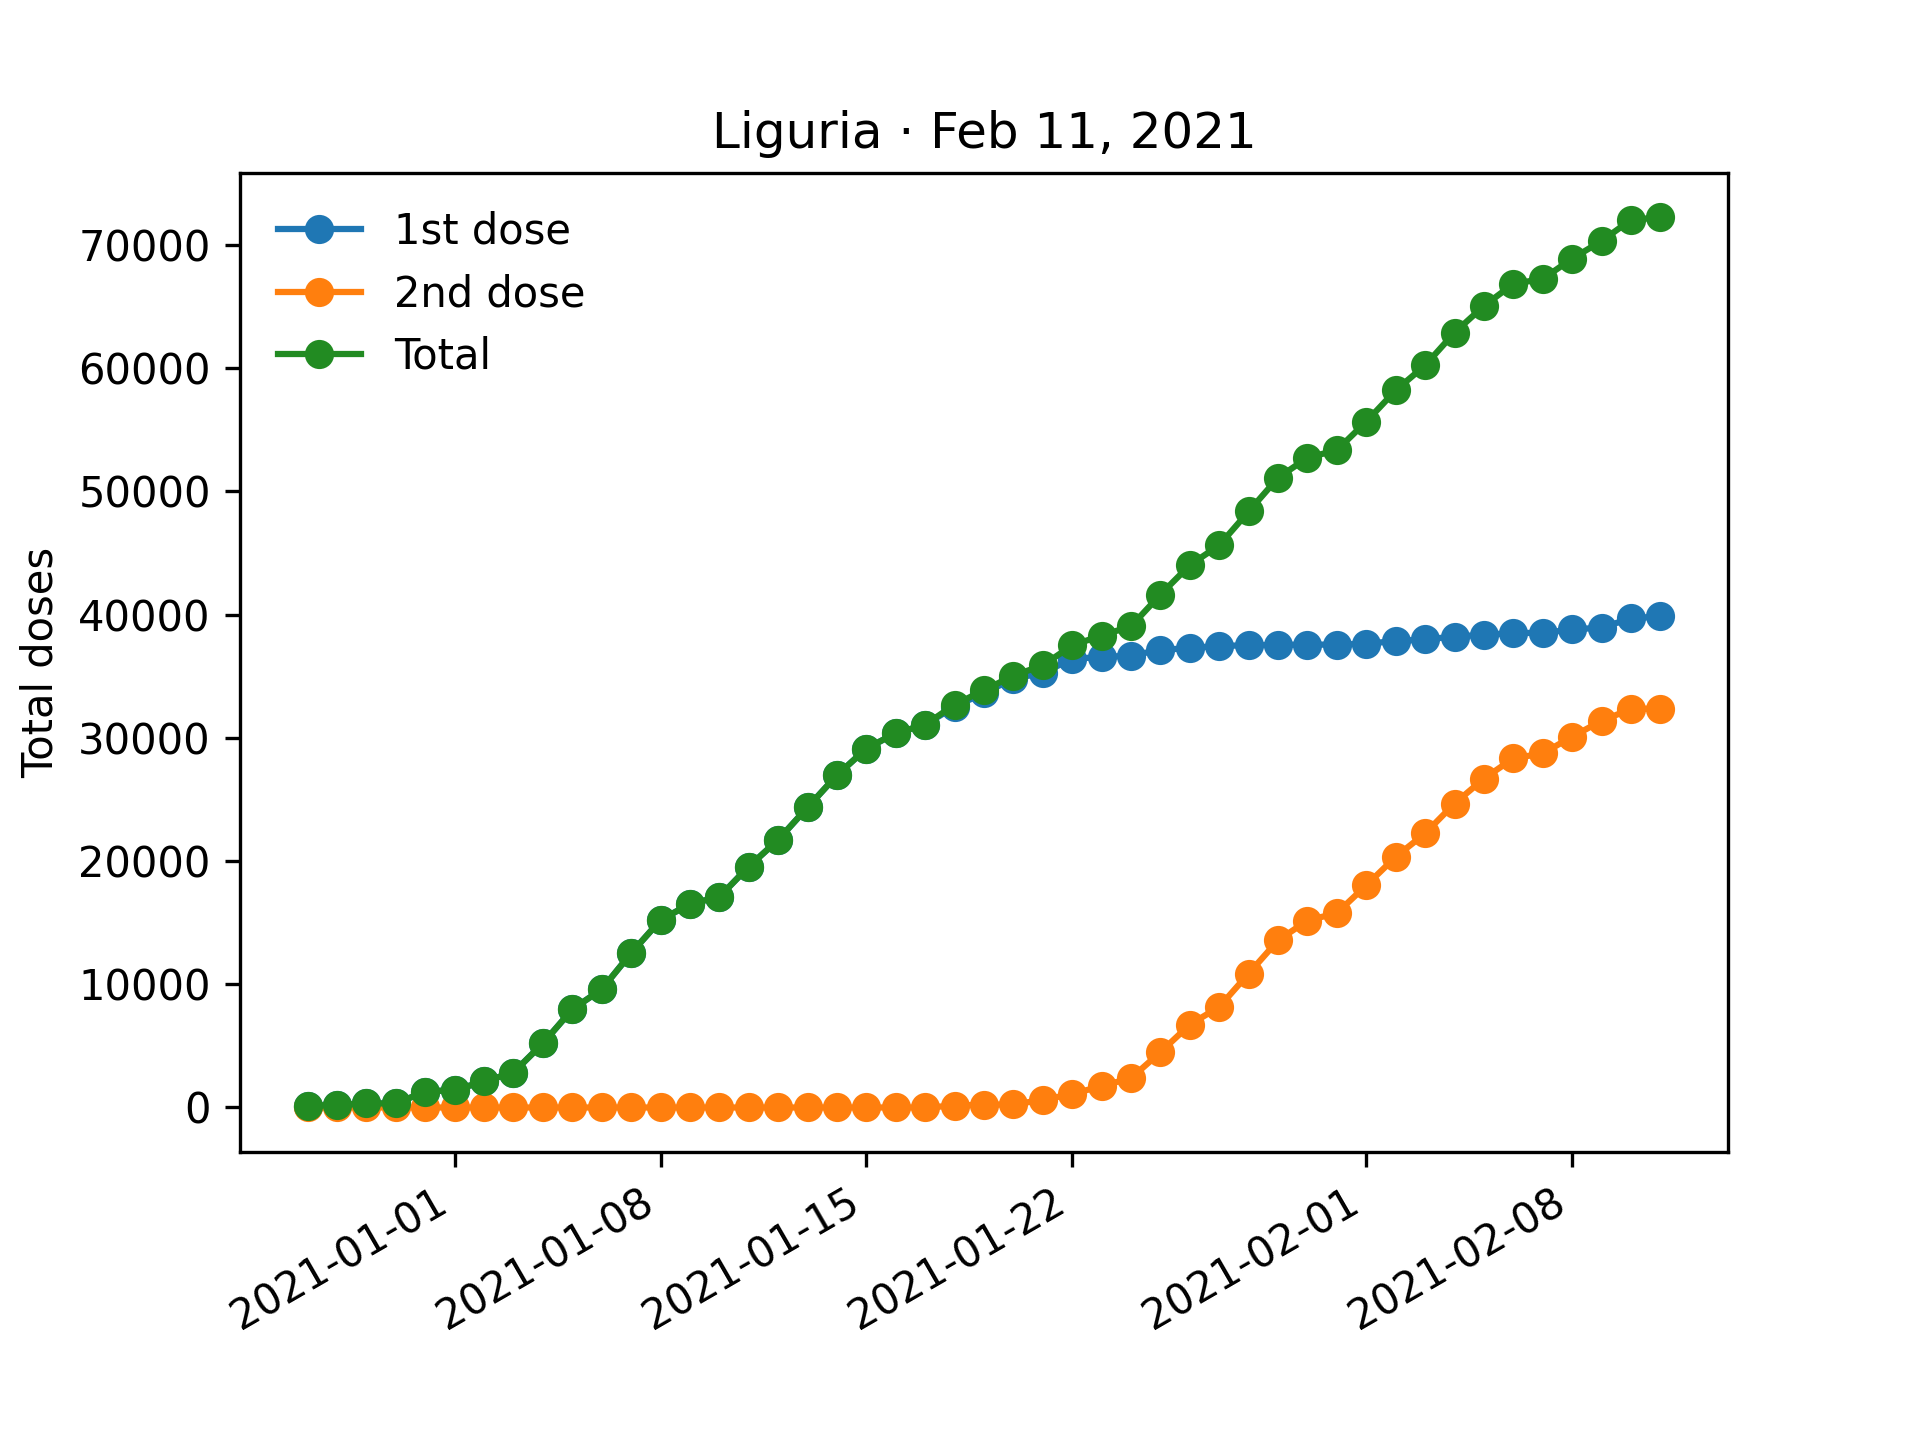 Liguria · Feb 11, 2021
1st dose
2nd dose
Total
Total doses
70000
60000
50000
40000
30000
20000
10000
0
2021-01-01
2021-01-08
2021-01-15
2021-01-22
2021-02-01
2021-02-08